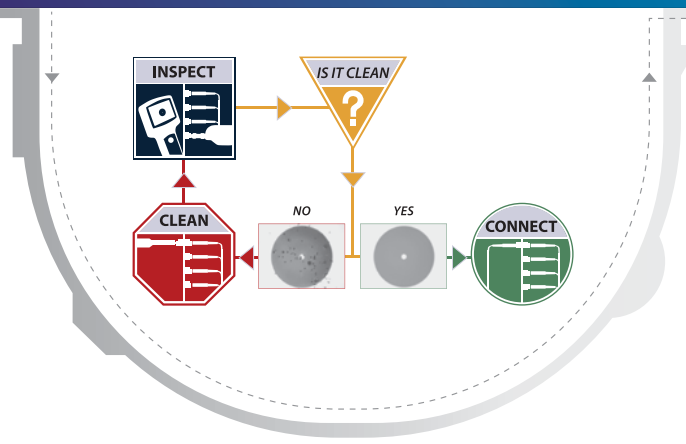 INSPECT
IS IT CLEAN
?
NO
YES
CLEAN
CONNECT